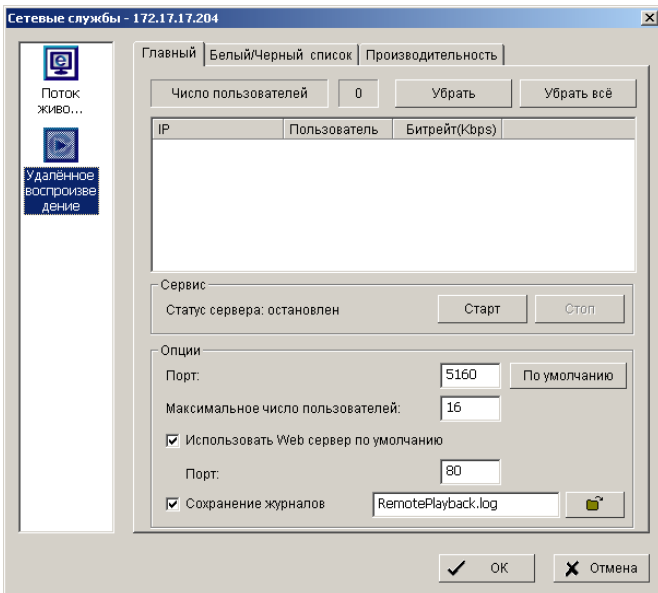 Сетевые службы - 172.17.17.204
Поток
живо...
Удалённое
воспроизве
дение
Главный Белый/Черный список Производительность
Число пользователей 0 Убрать Убрать всё
IP Пользователь Битрейт(Kbps)
Сервис
Статус сервера: остановлен Старт Стоп
Опции
Порт: 5160 По умолчанию
Максимальное число пользователей: 16
Использовать Web сервер по умолчанию
Порт: 80
Сохранение журналов RemotePlayback.log
OK Отмена